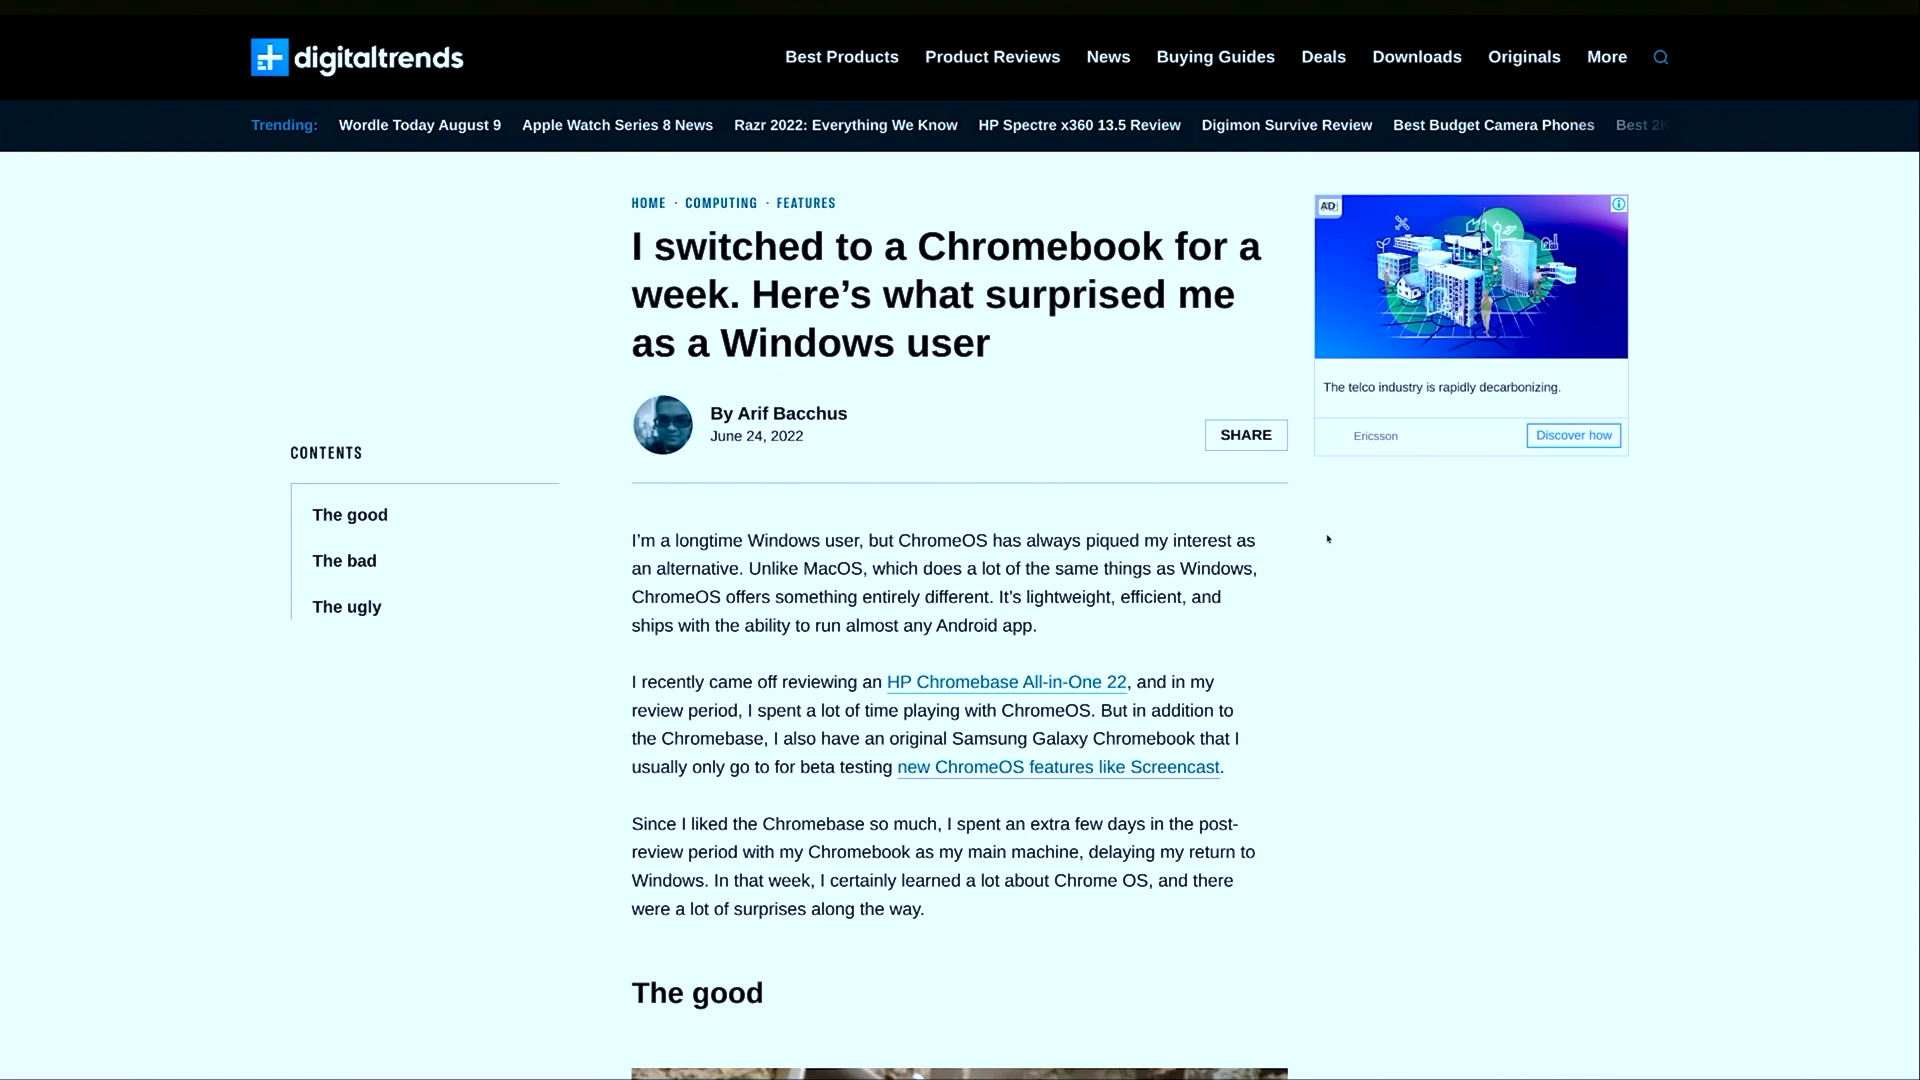 digitaltrends
Best Products Product Reviews News Buying Guides Deals Downloads Originals More
Trending: Wordle Today August 9 Apple Watch Series 8 News Razr 2022: Everything We Know HP Spectre x360 13.5 Review Digimon Survive Review Best Budget Camera Phones Best
HOME · COMPUTING · FEATURES
I switched to a Chromebook for a
week. Here’s what surprised me
as a Windows user
By Arif Bacchus
June 24, 2022
SHARE
AD
The telco industry is rapidly decarbonizing.
Ericsson
Discover how
CONTENTS
The good
The bad
The ugly
I’m a longtime Windows user, but ChromeOS has always piqued my interest as
an alternative. Unlike MacOS, which does a lot of the same things as Windows,
ChromeOS offers something entirely different. It’s lightweight, efficient, and
ships with the ability to run almost any Android app.
I recently came off reviewing an HP Chromebase All-in-One 22, and in my
review period, I spent a lot of time playing with ChromeOS. But in addition to
the Chromebase, I also have an original Samsung Galaxy Chromebook that I
usually only go to for beta testing new ChromeOS features like Screencast.
Since I liked the Chromebase so much, I spent an extra few days in the post-
review period with my Chromebook as my main machine, delaying my return to
Windows. In that week, I certainly learned a lot about Chrome OS, and there
were a lot of surprises along the way.
The good